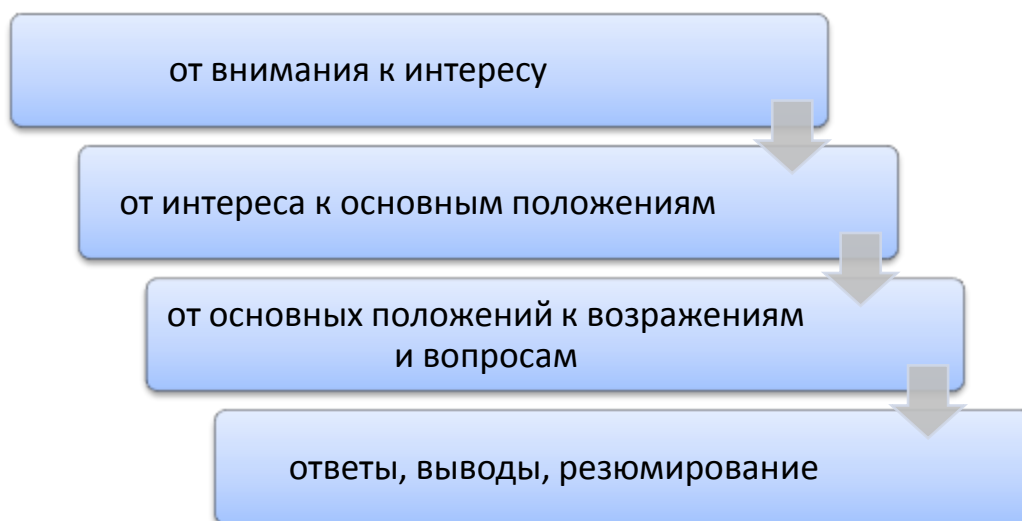 от внимания к интересу
от интереса к основным положениям
от основных положений к возражениям
и вопросам
ответы, выводы, резюмирование